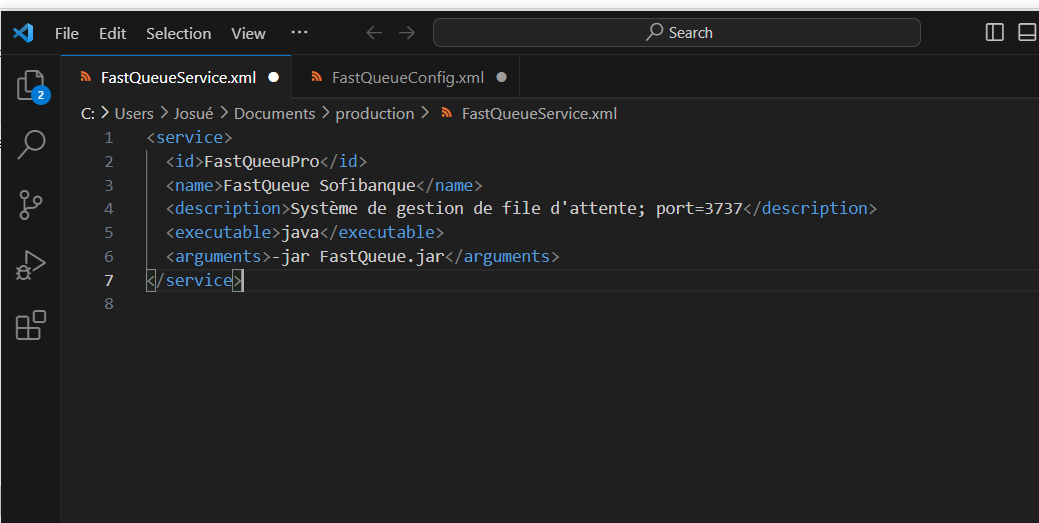 File Edit Selection View ··· Search
FastQueueService.xml FastQueueConfig.xml
2
C: > Users > Josué > Documents > production > FastQueueService.xml
1 <service>
2 <id>FastQueeuPro</id>
3 <name>FastQueue Sofibanque</name>
4 <description>Système de gestion de file d'attente; port=3737</description>
5 <executable>java</executable>
6 <arguments>-jar FastQueue.jar</arguments>
7 </service>
8